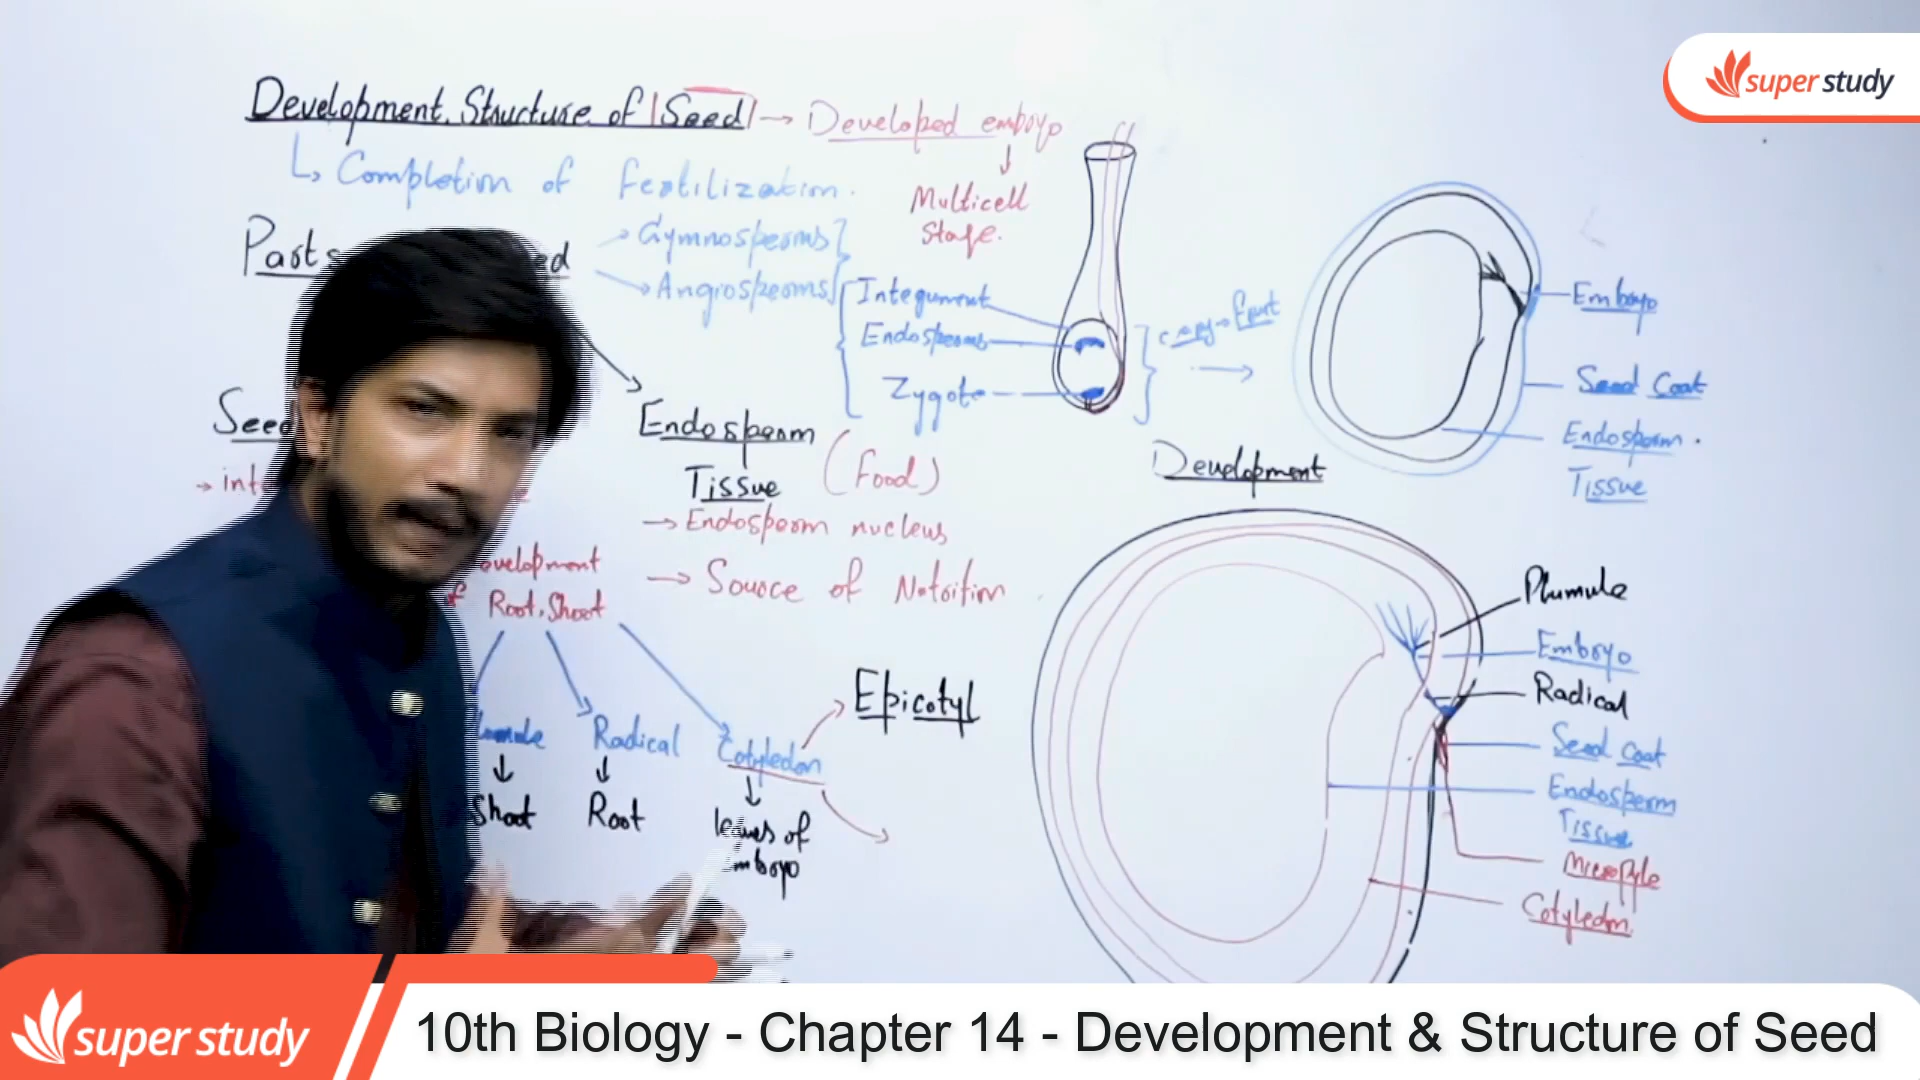 super study
Development Structure of Seed → Developed embryo
Completion of Fertilization.
Multicell
Stage.
Parts
Gymnosperms
Angiosperms
Integument
Endosperms
Zygote
Fruit
Embryo
Seed Coat
Endosperm.
Tissue
Seed
Endosperm
Tissue (Food)
→ Endosperm nucleus
→ Source of Nutrition
Root, Shoot
Radical
Cotyledon
Shoot
Root
leaves of
Epicotyl
Development
Plumule
Embryo
Radical
Seed Coat
Endosperm
Tissue
Micropyle
Cotyledon.
super study
10th Biology - Chapter 14 - Development & Structure of Seed